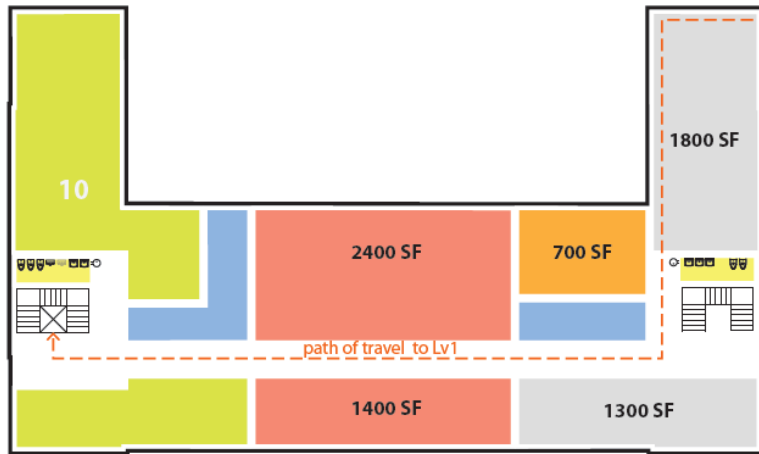 1800 SF
10
2400 SF
700 SF
path of travel to Lv1
1400 SF
1300 SF